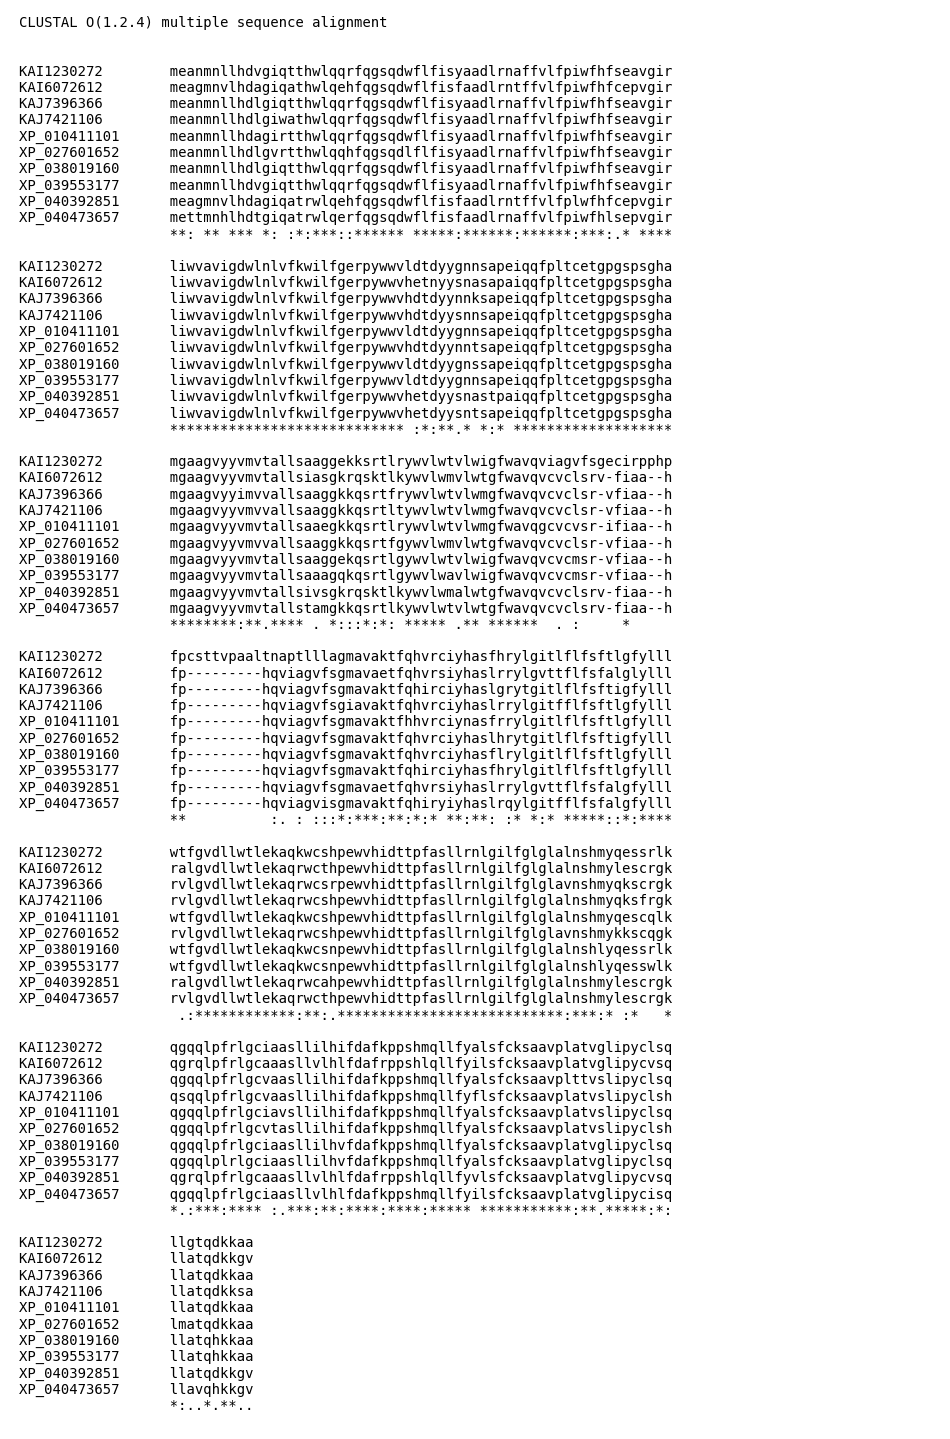 CLUSTAL O(1.2.4) multiple sequence alignment
KAI1230272        meanmnllhdvgiqtthwlqqrfqgsqdwflfisyaadlrnaffvlfpiwfhfseavgir
KAI6072612        meagmnvlhdagiqathwlqehfqgsqdwflfisfaadlrntffvlfpiwfhfcepvgir
KAJ7396366        meanmnllhdlgiqtthwlqqrfqgsqdwflfisyaadlrnaffvlfpiwfhfseavgir
KAJ7421106        meanmnllhdlgiwathwlqqrfqgsqdwflfisyaadlrnaffvlfpiwfhfseavgir
XP_010411101      meanmnllhdagirtthwlqqrfqgsqdwflfisyaadlrnaffvlfpiwfhfseavgir
XP_027601652      meanmnllhdlgvrtthwlqqhfqgsqdlflfisyaadlrnaffvlfpiwfhfseavgir
XP_038019160      meanmnllhdlgiqtthwlqqrfqgsqdwflfisyaadlrnaffvlfpiwfhfseavgir
XP_039553177      meanmnllhdvgiqtthwlqqrfqgsqdwflfisyaadlrnaffvlfpiwfhfseavgir
XP_040392851      meagmnvlhdagiqatrwlqehfqgsqdwflfisfaadlrntffvlfplwfhfcepvgir
XP_040473657      mettmnhlhdtgiqatrwlqerfqgsqdwflfisfaadlrnaffvlfpiwfhlsepvgir
                  **: ** *** *: :*:***::****** *****:******:******:***:.* ****
KAI1230272        liwvavigdwlnlvfkwilfgerpywwvldtdyygnnsapeiqqfpltcetgpgspsgha
KAI6072612        liwvavigdwlnlvfkwilfgerpywwvhetnyysnasapaiqqfpltcetgpgspsgha
KAJ7396366        liwvavigdwlnlvfkwilfgerpywwvhdtdyynnksapeiqqfpltcetgpgspsgha
KAJ7421106        liwvavigdwlnlvfkwilfgerpywwvhdtdyysnnsapeiqqfpltcetgpgspsgha
XP_010411101      liwvavigdwlnlvfkwilfgerpywwvldtdyygnnsapeiqqfpltcetgpgspsgha
XP_027601652      liwvavigdwlnlvfkwilfgerpywwvhdtdyynntsapeiqqfpltcetgpgspsgha
XP_038019160      liwvavigdwlnlvfkwilfgerpywwvldtdyygnssapeiqqfpltcetgpgspsgha
XP_039553177      liwvavigdwlnlvfkwilfgerpywwvldtdyygnnsapeiqqfpltcetgpgspsgha
XP_040392851      liwvavigdwlnlvfkwilfgerpywwvhetdyysnastpaiqqfpltcetgpgspsgha
XP_040473657      liwvavigdwlnlvfkwilfgerpywwvhetdyysntsapeiqqfpltcetgpgspsgha
                  **************************** :*:**.* *:* *******************
KAI1230272        mgaagvyyvmvtallsaaggekksrtlrywvlwtvlwigfwavqviagvfsgecirpphp
KAI6072612        mgaagvyyvmvtallsiasgkrqsktlkywvlwmvlwtgfwavqvcvclsrv-fiaa--h
KAJ7396366        mgaagvyyimvvallsaaggkkqsrtfrywvlwtvlwmgfwavqvcvclsr-vfiaa--h
KAJ7421106        mgaagvyyvmvvallsaaggkkqsrtltywvlwtvlwmgfwavqvcvclsr-vfiaa--h
XP_010411101      mgaagvyyvmvtallsaaegkkqsrtlrywvlwtvlwmgfwavqgcvcvsr-ifiaa--h
XP_027601652      mgaagvyyvmvvallsaaggkkqsrtfgywvlwmvlwtgfwavqvcvclsr-vfiaa--h
XP_038019160      mgaagvyyvmvtallsaaggekqsrtlgywvlwtvlwigfwavqvcvcmsr-vfiaa--h
XP_039553177      mgaagvyyvmvtallsaaagqkqsrtlgywvlwavlwigfwavqvcvcmsr-vfiaa--h
XP_040392851      mgaagvyyvmvtallsivsgkrqsktlkywvlwmalwtgfwavqvcvclsrv-fiaa--h
XP_040473657      mgaagvyyvmvtallstamgkkqsrtlkywvlwtvlwtgfwavqvcvclsrv-fiaa--h
                  ********:**.**** . *:::*:*: ***** .** ******  . :     *
KAI1230272        fpcsttvpaaltnaptlllagmavaktfqhvrciyhasfhrylgitlflfsftlgfylll
KAI6072612        fp---------hqviagvfsgmavaetfqhvrsiyhaslrrylgvttflfsfalglylll
KAJ7396366        fp---------hqviagvfsgmavaktfqhirciyhaslgrytgitlflfsftigfylll
KAJ7421106        fp---------hqviagvfsgiavaktfqhvrciyhaslrrylgitfflfsftlgfylll
XP_010411101      fp---------hqviagvfsgmavaktfhhvrciynasfrrylgitlflfsftlgfylll
XP_027601652      fp---------hqviagvfsgmavaktfqhvrciyhaslhrytgitlflfsftigfylll
XP_038019160      fp---------hqviagvfsgmavaktfqhvrciyhasflrylgitlflfsftlgfylll
XP_039553177      fp---------hqviagvfsgmavaktfqhirciyhasfhrylgitlflfsftlgfylll
XP_040392851      fp---------hqviagvfsgmavaetfqhvrsiyhaslrrylgvttflfsfalgfylll
XP_040473657      fp---------hqviagvisgmavaktfqhiryiyhaslrqylgitfflfsfalgfylll
                  **          :. : :::*:***:**:*:* **:**: :* *:* *****::*:****
KAI1230272        wtfgvdllwtlekaqkwcshpewvhidttpfasllrnlgilfglglalnshmyqessrlk
KAI6072612        ralgvdllwtlekaqrwcthpewvhidttpfasllrnlgilfglglalnshmylescrgk
KAJ7396366        rvlgvdllwtlekaqrwcsrpewvhidttpfasllrnlgilfglglavnshmyqkscrgk
KAJ7421106        rvlgvdllwtlekaqrwcshpewvhidttpfasllrnlgilfglglalnshmyqksfrgk
XP_010411101      wtfgvdllwtlekaqkwcshpewvhidttpfasllrnlgilfglglalnshmyqescqlk
XP_027601652      rvlgvdllwtlekaqrwcshpewvhidttpfasllrnlgilfglglavnshmykkscqgk
XP_038019160      wtfgvdllwtlekaqkwcsnpewvhidttpfasllrnlgilfglglalnshlyqessrlk
XP_039553177      wtfgvdllwtlekaqkwcsnpewvhidttpfasllrnlgilfglglalnshlyqesswlk
XP_040392851      ralgvdllwtlekaqrwcahpewvhidttpfasllrnlgilfglglalnshmylescrgk
XP_040473657      rvlgvdllwtlekaqrwcthpewvhidttpfasllrnlgilfglglalnshmylescrgk
                   .:************:**:.***************************:***:* :*   *
KAI1230272        qgqqlpfrlgciaasllilhifdafkppshmqllfyalsfcksaavplatvglipyclsq
KAI6072612        qgrqlpfrlgcaaasllvlhlfdafrppshlqllfyilsfcksaavplatvglipycvsq
KAJ7396366        qgqqlpfrlgcvaasllilhifdafkppshmqllfyalsfcksaavplttvslipyclsq
KAJ7421106        qsqqlpfrlgcvaasllilhifdafkppshmqllfyflsfcksaavplatvslipyclsh
XP_010411101      qgqqlpfrlgciavsllilhifdafkppshmqllfyalsfcksaavplatvslipyclsq
XP_027601652      qgqqlpfrlgcvtasllilhifdafkppshmqllfyalsfcksaavplatvslipyclsh
XP_038019160      qgqqlpfrlgciaasllilhvfdafkppshmqllfyalsfcksaavplatvglipyclsq
XP_039553177      qgqqlplrlgciaasllilhvfdafkppshmqllfyalsfcksaavplatvglipyclsq
XP_040392851      qgrqlpfrlgcaaasllvlhlfdafrppshlqllfyvlsfcksaavplatvglipycvsq
XP_040473657      qgqqlpfrlgciaasllvlhlfdafkppshmqllfyilsfcksaavplatvglipycisq
                  *.:***:**** :.***:**:****:****:***** ***********:**.*****:*:
KAI1230272        llgtqdkkaa
KAI6072612        llatqdkkgv
KAJ7396366        llatqdkkaa
KAJ7421106        llatqdkksa
XP_010411101      llatqdkkaa
XP_027601652      lmatqdkkaa
XP_038019160      llatqhkkaa
XP_039553177      llatqhkkaa
XP_040392851      llatqdkkgv
XP_040473657      llavqhkkgv
                  *:..*.**..